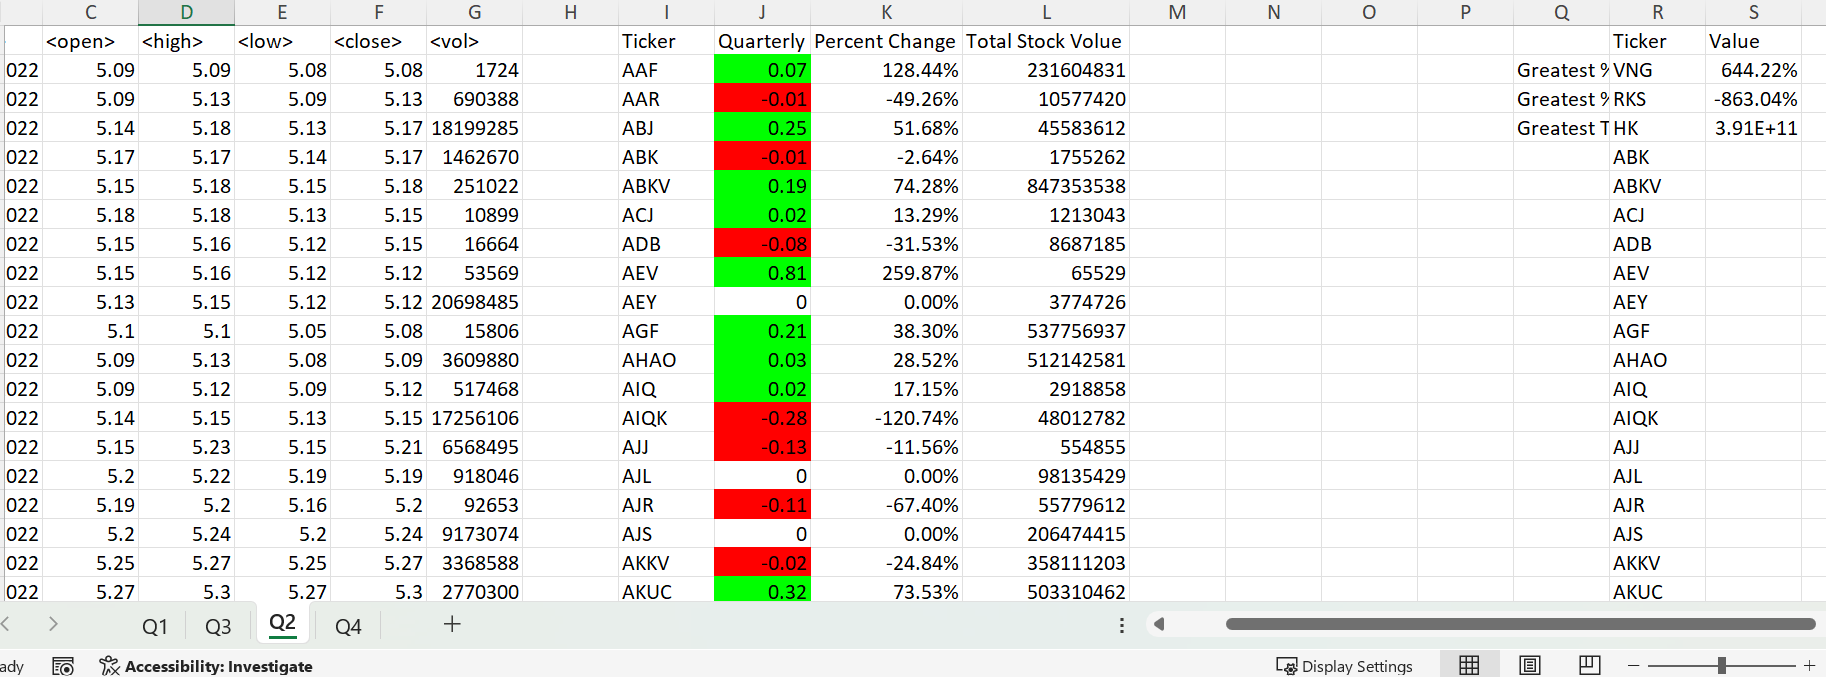 C D E F G H I J K L M N O P Q R S
<open> <high> <low> <close> <vol> Ticker Quarterly Percent Change Total Stock Volue Ticker Value
022 5.09 5.09 5.08 5.08 1724 AAF 0.07 128.44% 231604831 Greatest % VNG 644.22%
022 5.09 5.13 5.09 5.13 690388 AAR -0.01 -49.26% 10577420 Greatest % RKS -863.04%
022 5.14 5.18 5.13 5.17 18199285 ABJ 0.25 51.68% 45583612 Greatest T HK 3.91E+11
022 5.17 5.17 5.14 5.17 1462670 ABK -0.01 -2.64% 1755262 ABK
022 5.15 5.18 5.15 5.18 251022 ABKV 0.19 74.28% 847353538 ABKV
022 5.18 5.18 5.13 5.15 10899 ACJ 0.02 13.29% 1213043 ACJ
022 5.15 5.16 5.12 5.15 16664 ADB -0.08 -31.53% 8687185 ADB
022 5.15 5.16 5.12 5.12 53569 AEV 0.81 259.87% 65529 AEV
022 5.13 5.15 5.12 5.12 20698485 AEY 0 0.00% 3774726 AEY
022 5.1 5.1 5.05 5.08 15806 AGF 0.21 38.30% 537756937 AGF
022 5.09 5.13 5.08 5.09 3609880 AHAO 0.03 28.52% 512142581 AHAO
022 5.09 5.12 5.09 5.12 517468 AIQ 0.02 17.15% 2918858 AIQ
022 5.14 5.15 5.13 5.15 17256106 AIQK -0.28 -120.74% 48012782 AIQK
022 5.15 5.23 5.15 5.21 6568495 AJJ -0.13 -11.56% 554855 AJJ
022 5.2 5.22 5.19 5.19 918046 AJL 0 0.00% 98135429 AJL
022 5.19 5.2 5.16 5.2 92653 AJR -0.11 -67.40% 55779612 AJR
022 5.2 5.24 5.2 5.24 9173074 AJS 0 0.00% 206474415 AJS
022 5.25 5.27 5.25 5.27 3368588 AKKV -0.02 -24.84% 358111203 AKKV
022 5.27 5.3 5.27 5.3 2770300 AKUC 0.32 73.53% 503310462 AKUC
Q1 Q3 Q2 Q4 +
ady Accessibility: Investigate Display Settings